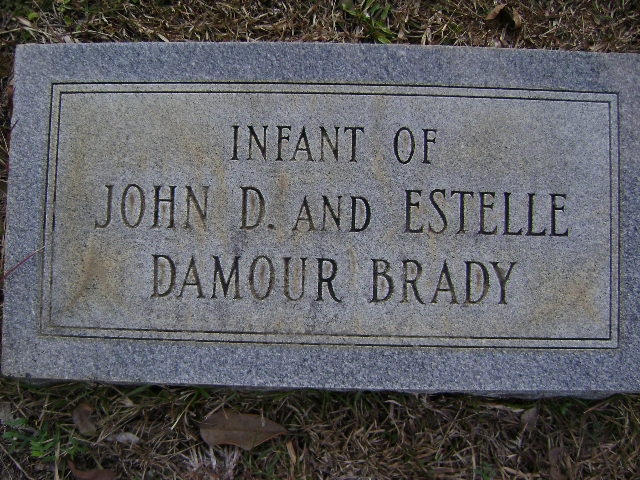 INFANT OF
JOHN D. AND ESTELLE
DAMOUR BRADY